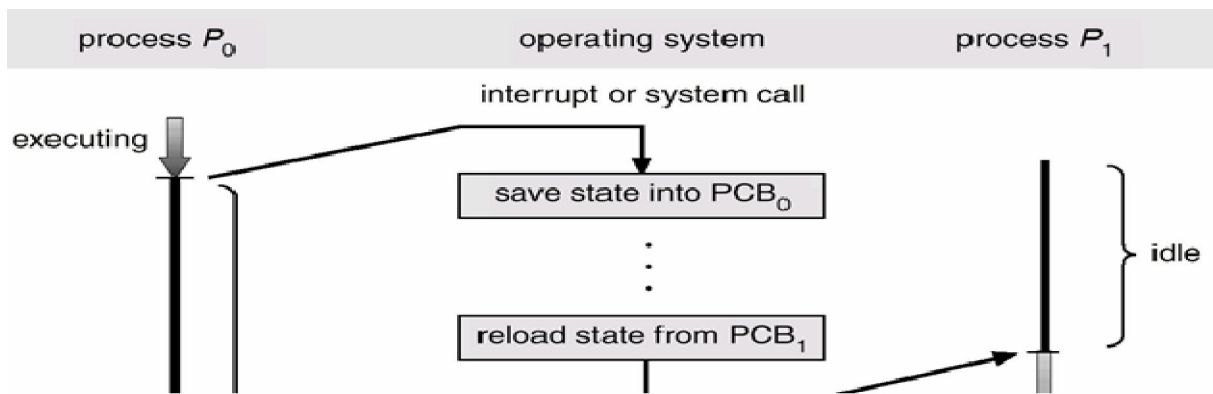 process P0 operating system process P1
interrupt or system call
executing
save state into PCB0
idle
reload state from PCB1